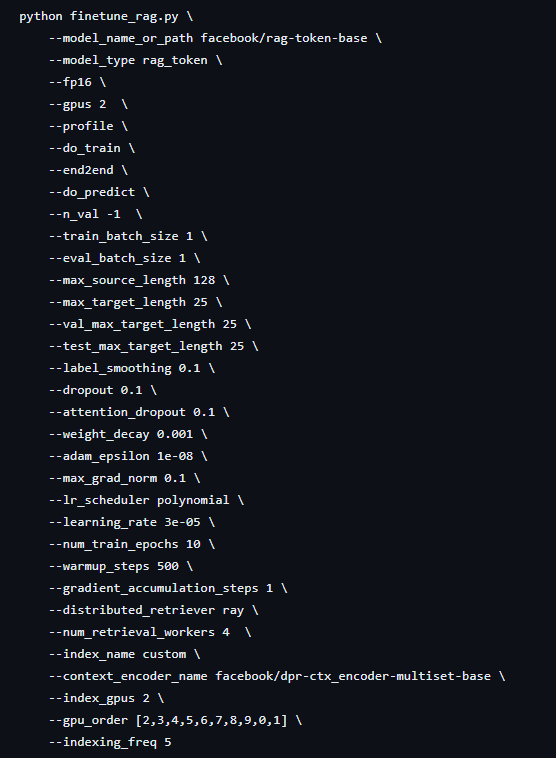 python finetune_rag.py \
--model_name_or_path facebook/rag-token-base \
--model_type rag_token \
--fp16 \
--gpus 2  \
--profile \
--do_train \
--end2end \
--do_predict \
--n_val -1  \
--train_batch_size 1 \
--eval_batch_size 1 \
--max_source_length 128 \
--max_target_length 25 \
--val_max_target_length 25 \
--test_max_target_length 25 \
--label_smoothing 0.1 \
--dropout 0.1 \
--attention_dropout 0.1 \
--weight_decay 0.001 \
--adam_epsilon 1e-08 \
--max_grad_norm 0.1 \
--lr_scheduler polynomial \
--learning_rate 3e-05 \
--num_train_epochs 10 \
--warmup_steps 500 \
--gradient_accumulation_steps 1 \
--distributed_retriever ray \
--num_retrieval_workers 4  \
--index_name custom \
--context_encoder_name facebook/dpr-ctx_encoder-multiset-base \
--index_gpus 2 \
--gpu_order [2,3,4,5,6,7,8,9,0,1] \
--indexing_freq 5